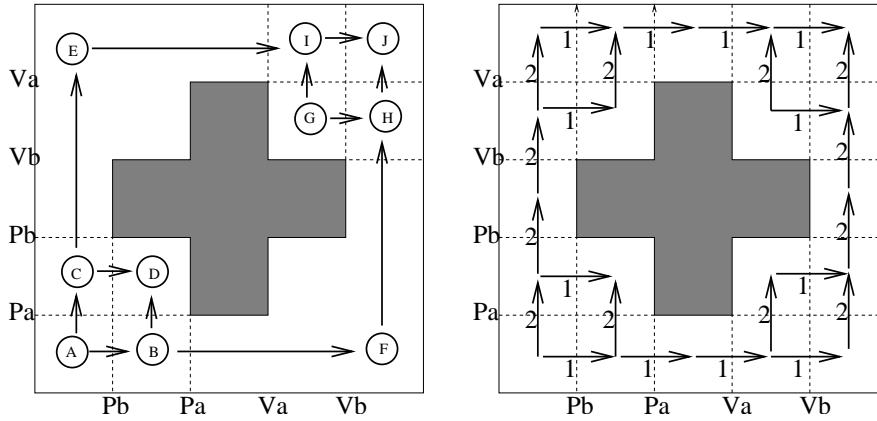 E I J
Va
G H
Vb
Pb
C D
Pa
A B F
Pb Pa Va Vb
1 1 1 1
2 2 2 2
Va
1 1
2 2
Vb
2 2
Pb
1 1
2 2 2 2
Pa
1 1 1 1
Pb Pa Va Vb